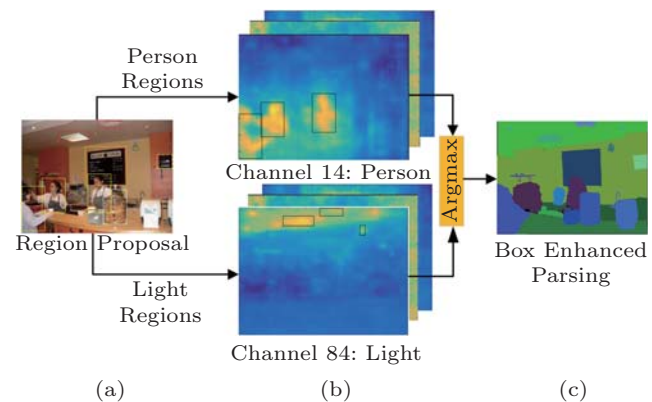 Person
Regions
Channel 14: Person
Region Proposal
Argmax
Light
Regions
Channel 84: Light
Box Enhanced
Parsing
(a)
(b)
(c)